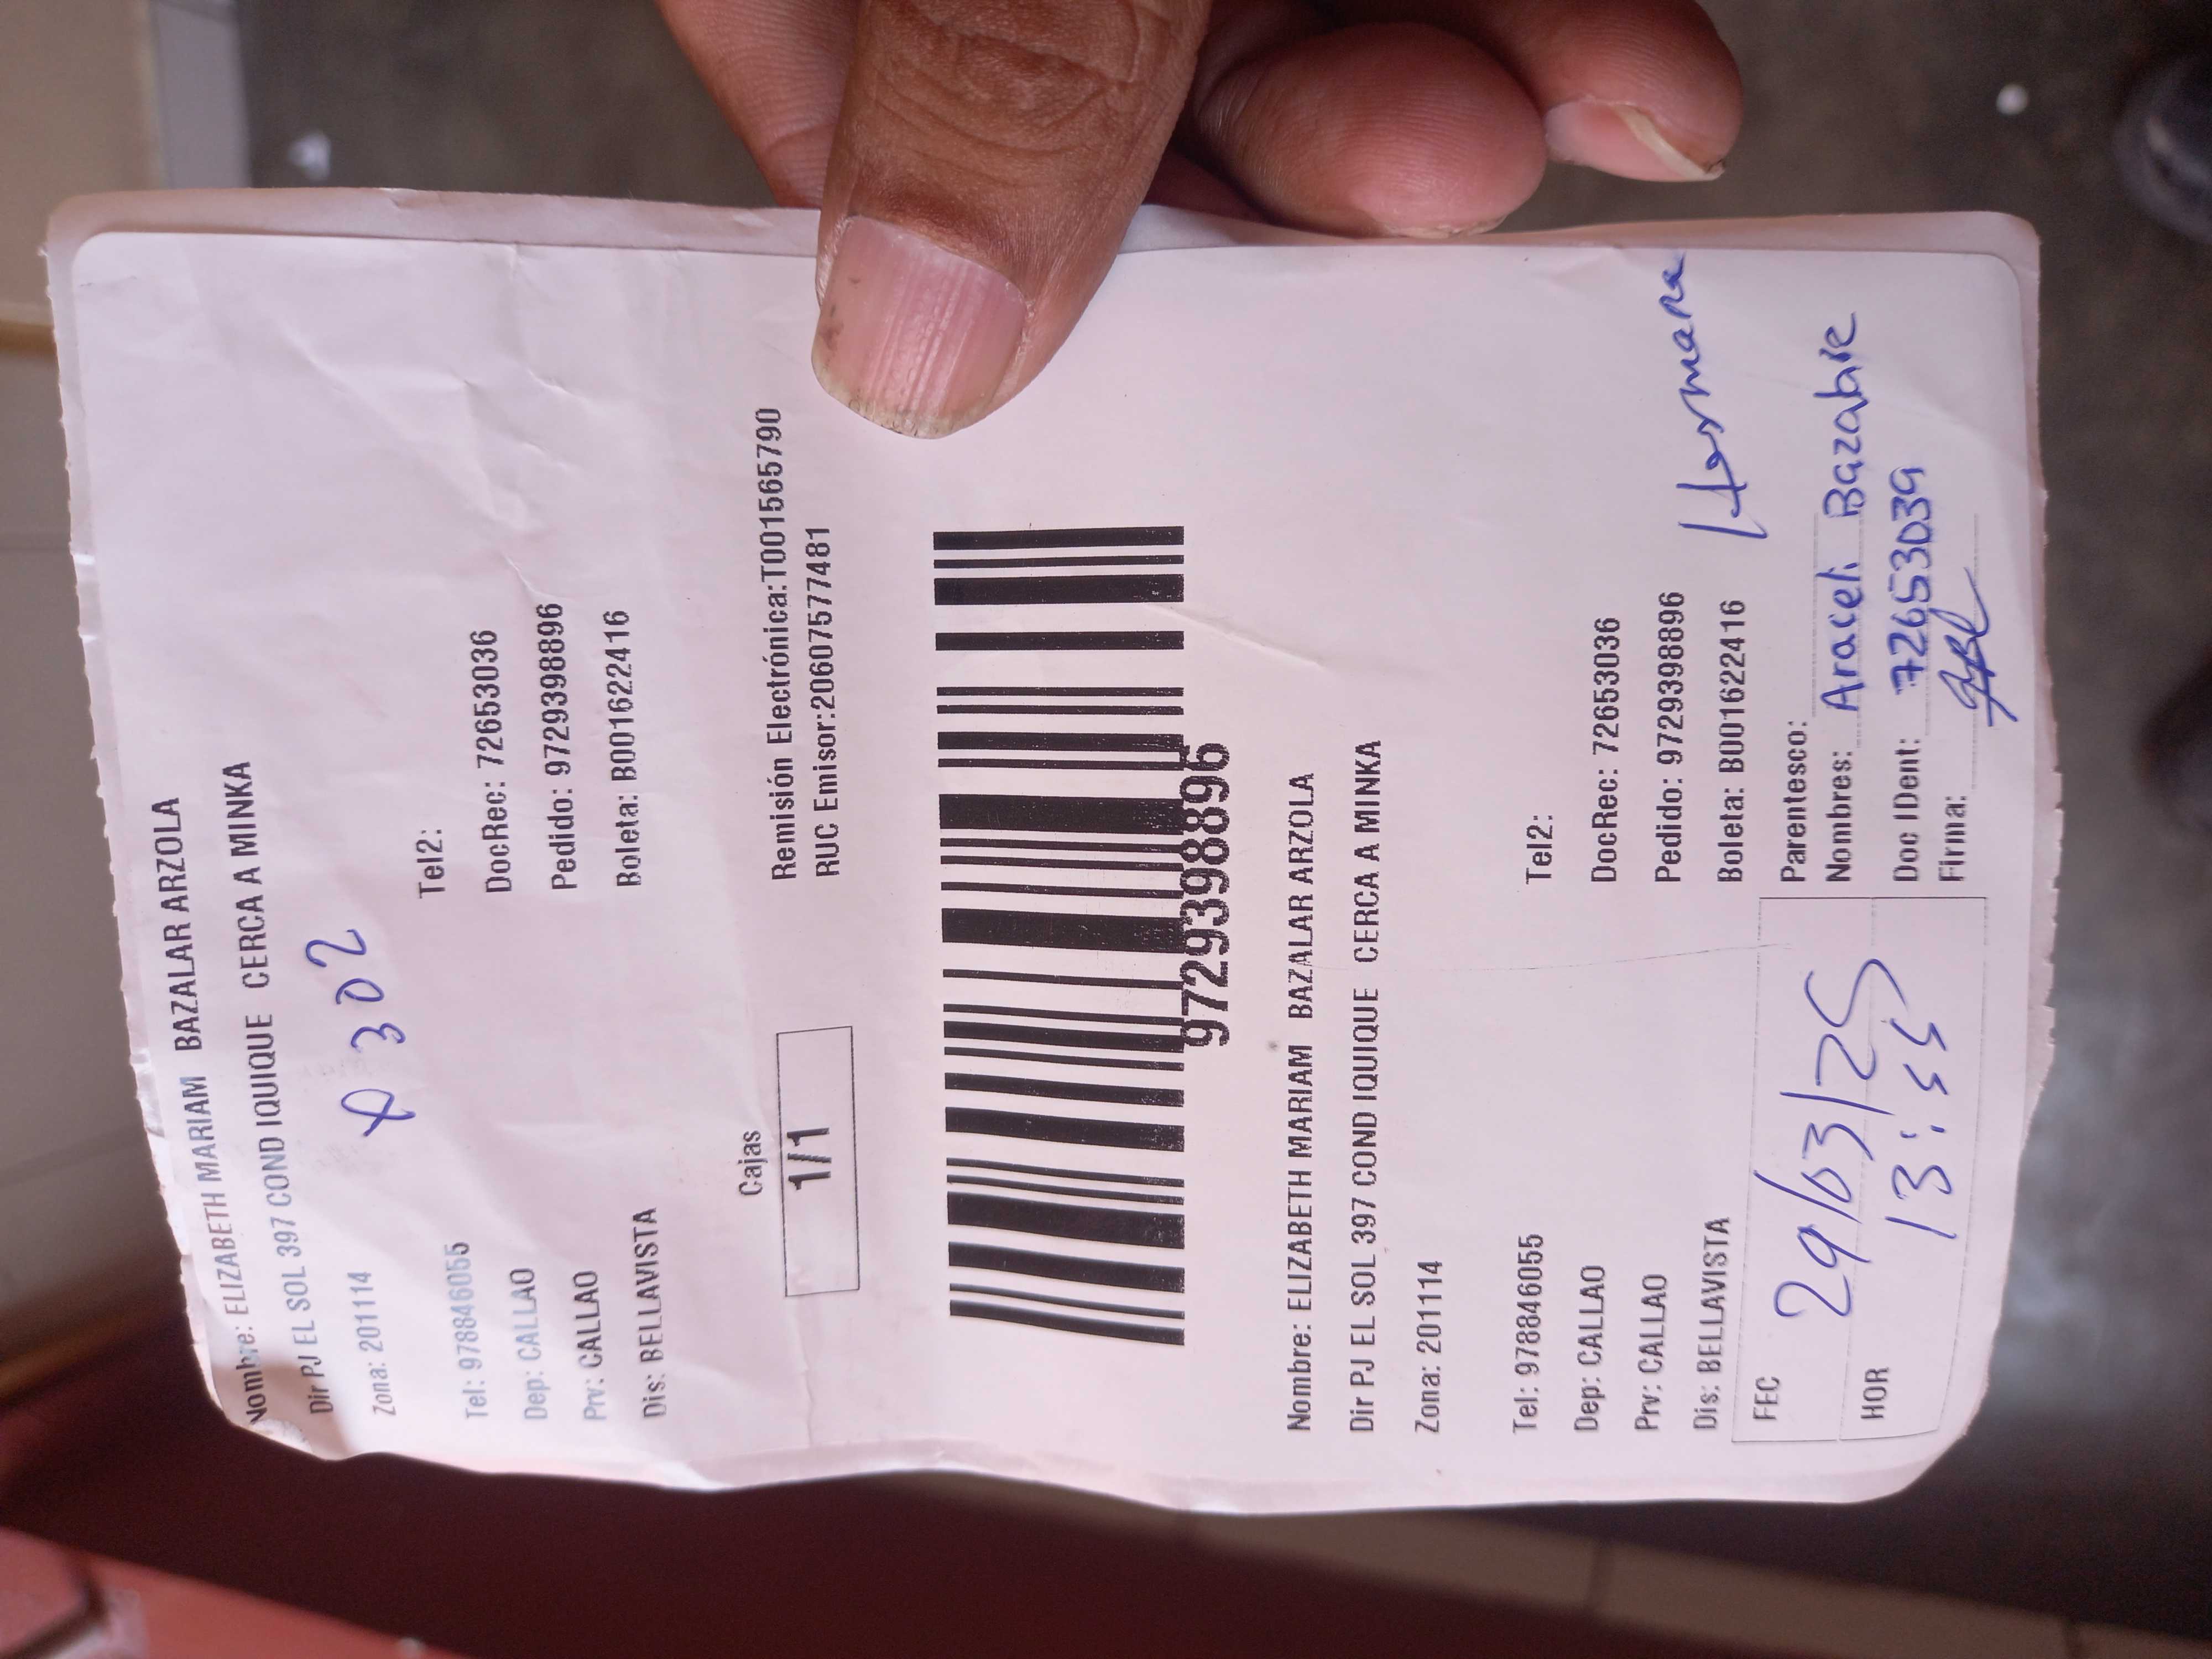 Nombre: ELIZABETH MARIAM BAZALAR ARZOLA
Dir PJ EL SOL 397 COND IQUIQUE CERCA A MINKA
302
Zona: 201114
Tel: 978846055 Tel2:
Dep: CALLAO DocRec: 72653036
Prv: CALLAO Pedido: 9729398896
Dis: BELLAVISTA Boleta: B001622416
Cajas
1/1
Remisión Electrónica:T001565790
RUC Emisor:20607577481
9729398896
Nombre: ELIZABETH MARIAM BAZALAR ARZOLA
Dir PJ EL SOL 397 COND IQUIQUE CERCA A MINKA
Zona: 201114
Tel: 978846055 Tel2:
Dep: CALLAO DocRec: 72653036
Prv: CALLAO Pedido: 9729398896
Dis: BELLAVISTA Boleta: B001622416
FEC 29/03/25
HOR 13:55
Parentesco: Hermana
Nombres: Araceli
Doc IDent: 72653039
Firma: